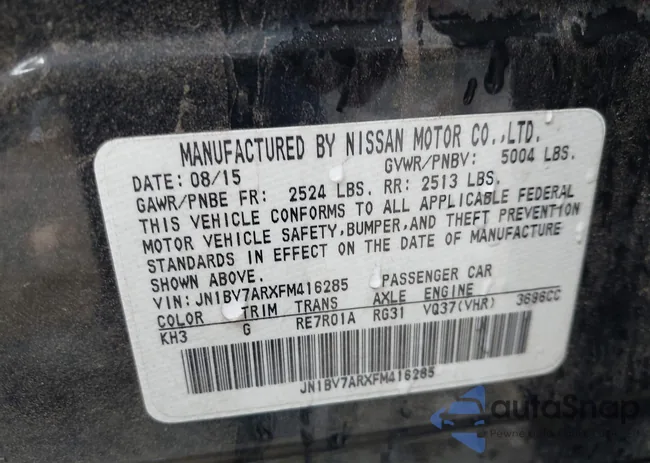 MANUFACTURED BY NISSAN MOTOR CO.,LTD.
DATE: 08/15 GVWR/PNBV: 5004 LBS.
GAWR/PNBE FR: 2524 LBS. RR: 2513 LBS.
THIS VEHICLE CONFORMS TO ALL APPLICABLE FEDERAL
MOTOR VEHICLE SAFETY,BUMPER,AND THEFT PREVENTION
STANDARDS IN EFFECT ON THE DATE OF MANUFACTURE
SHOWN ABOVE.
VIN: JN1BV7ARXFM416285 PASSENGER CAR
COLOR TRIM TRANS AXLE ENGINE
KH3 G RE7R01A RG31 VQ37(VHR) 3696CC
JN1BV7ARXFM416285
autoSnap